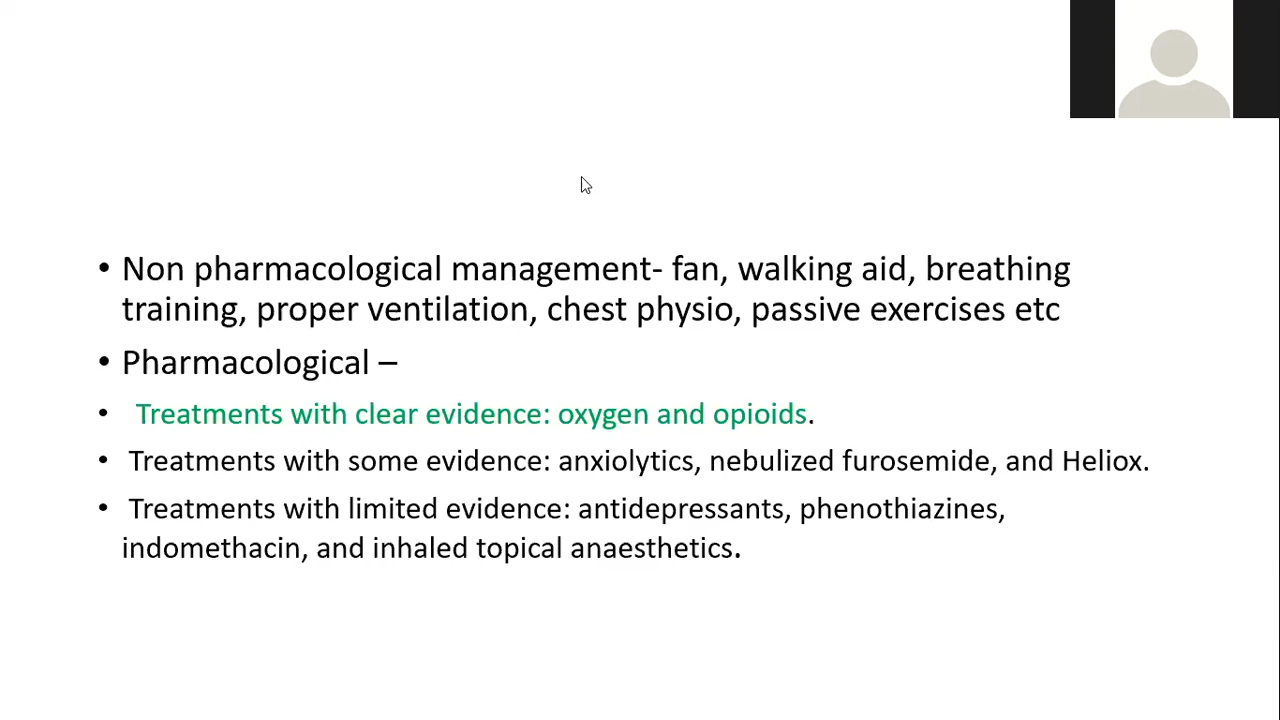 • Non pharmacological management- fan, walking aid, breathing
training, proper ventilation, chest physio, passive exercises etc
• Pharmacological –
• Treatments with clear evidence: oxygen and opioids.
• Treatments with some evidence: anxiolytics, nebulized furosemide, and Heliox.
• Treatments with limited evidence: antidepressants, phenothiazines,
indomethacin, and inhaled topical anaesthetics.